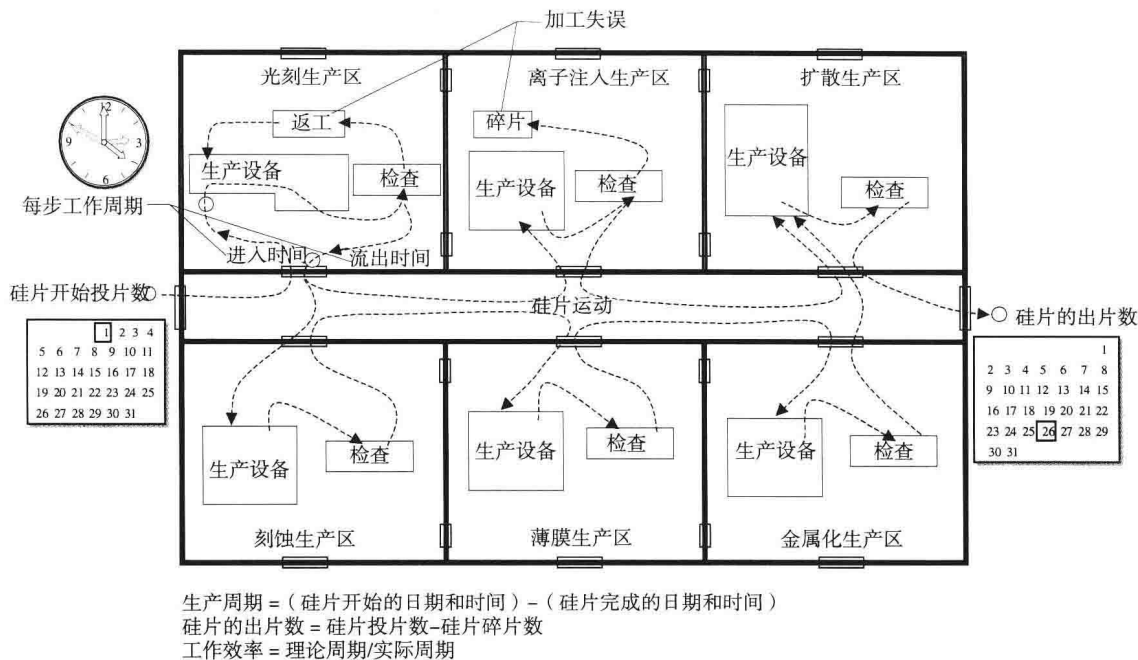 加工失误
光刻生产区
离子注入生产区
扩散生产区
返工
碎片
生产设备
检查
生产设备
检查
生产设备
检查
12
9
3
6
每步工作周期
进入时间
流出时间
硅片开始投片数
硅片运动
硅片的出片数
1 2 3 4
5 6 7 8 9 10 11
12 13 14 15 16 17 18
19 20 21 22 23 24 25
26 27 28 29 30 31
1
2 3 4 5 6 7 8
9 10 11 12 13 14 15
16 17 18 19 20 21 22
23 24 25 26 27 28 29
30 31
生产设备
检查
生产设备
检查
生产设备
检查
刻蚀生产区
薄膜生产区
金属化生产区
生产周期 =（硅片开始的日期和时间）–（硅片完成的日期和时间）
硅片的出片数 = 硅片投片数–硅片碎片数
工作效率 = 理论周期/实际周期